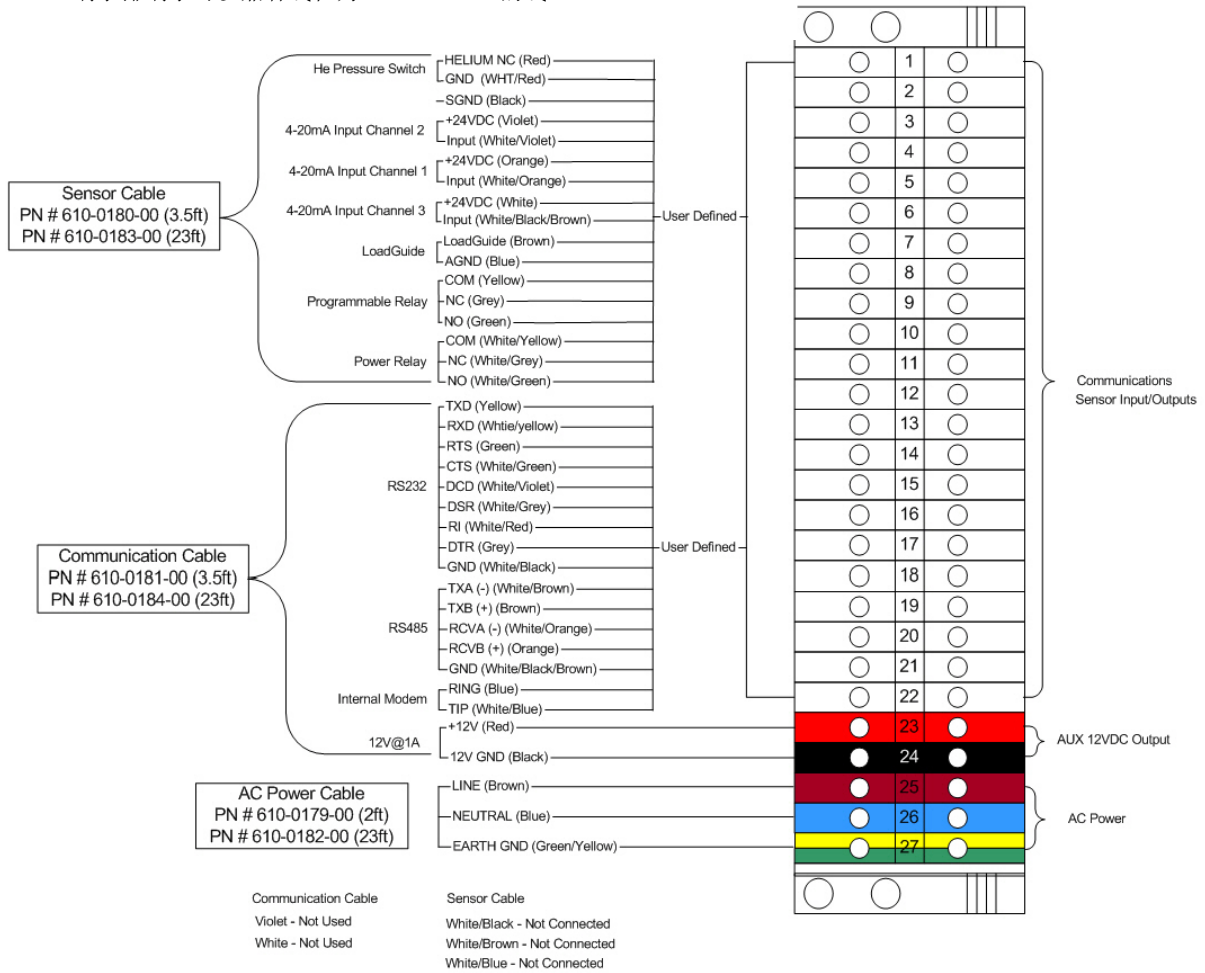 He Pressure Switch
HELIUM NC (Red)
GND (WHT/Red)
SGND (Black)
4-20mA Input Channel 2
+24VDC (Violet)
Input (White/Violet)
4-20mA Input Channel 1
+24VDC (Orange)
Input (White/Orange)
4-20mA Input Channel 3
+24VDC (White)
Input (White/Black/Brown)
LoadGuide
LoadGuide (Brown)
AGND (Blue)
Programmable Relay
COM (Yellow)
NC (Grey)
NO (Green)
Power Relay
COM (White/Yellow)
NC (White/Grey)
NO (White/Green)
Sensor Cable
PN # 610-0180-00 (3.5ft)
PN # 610-0183-00 (23ft)
User Defined
RS232
TXD (Yellow)
RXD (Whtie/yellow)
RTS (Green)
CTS (White/Green)
DCD (White/Violet)
DSR (White/Grey)
RI (White/Red)
DTR (Grey)
GND (White/Black)
RS485
TXA (-) (White/Brown)
TXB (+) (Brown)
RCVA (-) (White/Orange)
RCVB (+) (Orange)
GND (White/Black/Brown)
Internal Modem
RING (Blue)
TIP (White/Blue)
12V@1A
+12V (Red)
12V GND (Black)
Communication Cable
PN # 610-0181-00 (3.5ft)
PN # 610-0184-00 (23ft)
User Defined
AC Power Cable
PN # 610-0179-00 (2ft)
PN # 610-0182-00 (23ft)
LINE (Brown)
NEUTRAL (Blue)
EARTH GND (Green/Yellow)
1
2
3
4
5
6
7
8
9
10
11
12
13
14
15
16
17
18
19
20
21
22
23
24
25
26
27
Communications
Sensor Input/Outputs
AUX 12VDC Output
AC Power
Communication Cable
Violet - Not Used
White - Not Used
Sensor Cable
White/Black - Not Connected
White/Brown - Not Connected
White/Blue - Not Connected